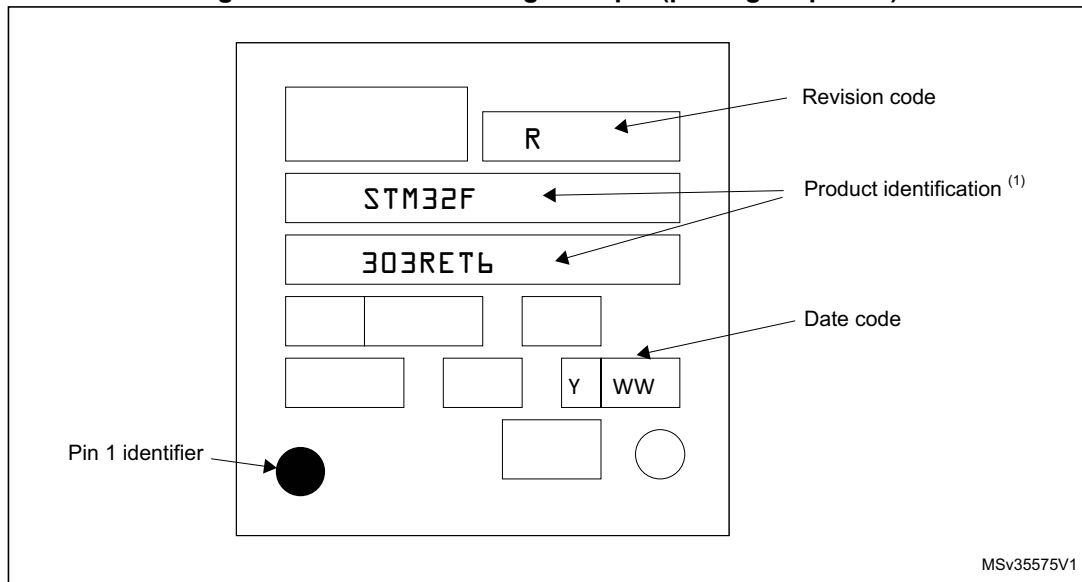 Revision code
R
STM32F
Product identification (1)
303RET6
Date code
Y WW
Pin 1 identifier
MSv35575V1